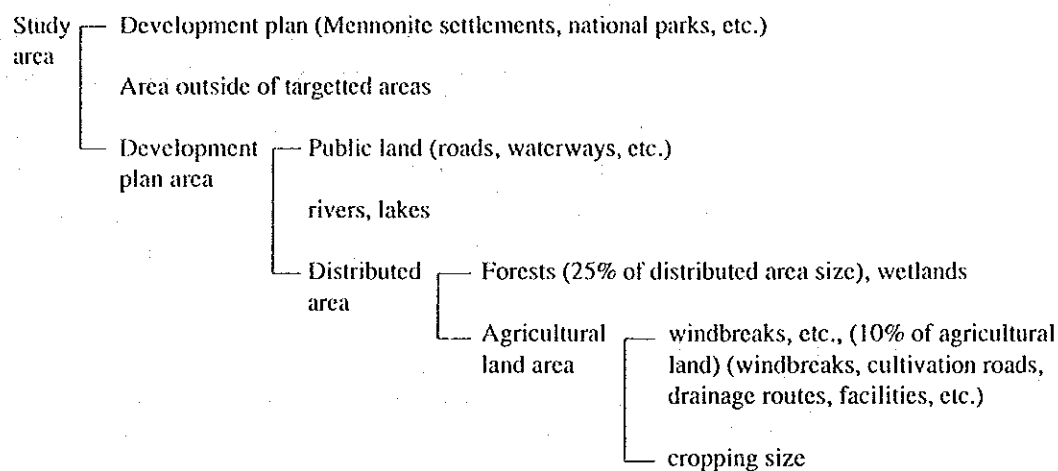 Study area
Development plan (Mennonite settlements, national parks, etc.)
Area outside of targetted areas
Development plan area
Public land (roads, waterways, etc.)
rivers, lakes
Distributed area
Forests (25% of distributed area size), wetlands
Agricultural land area
windbreaks, etc., (10% of agricultural
land) (windbreaks, cultivation roads,
drainage routes, facilities, etc.)
cropping size